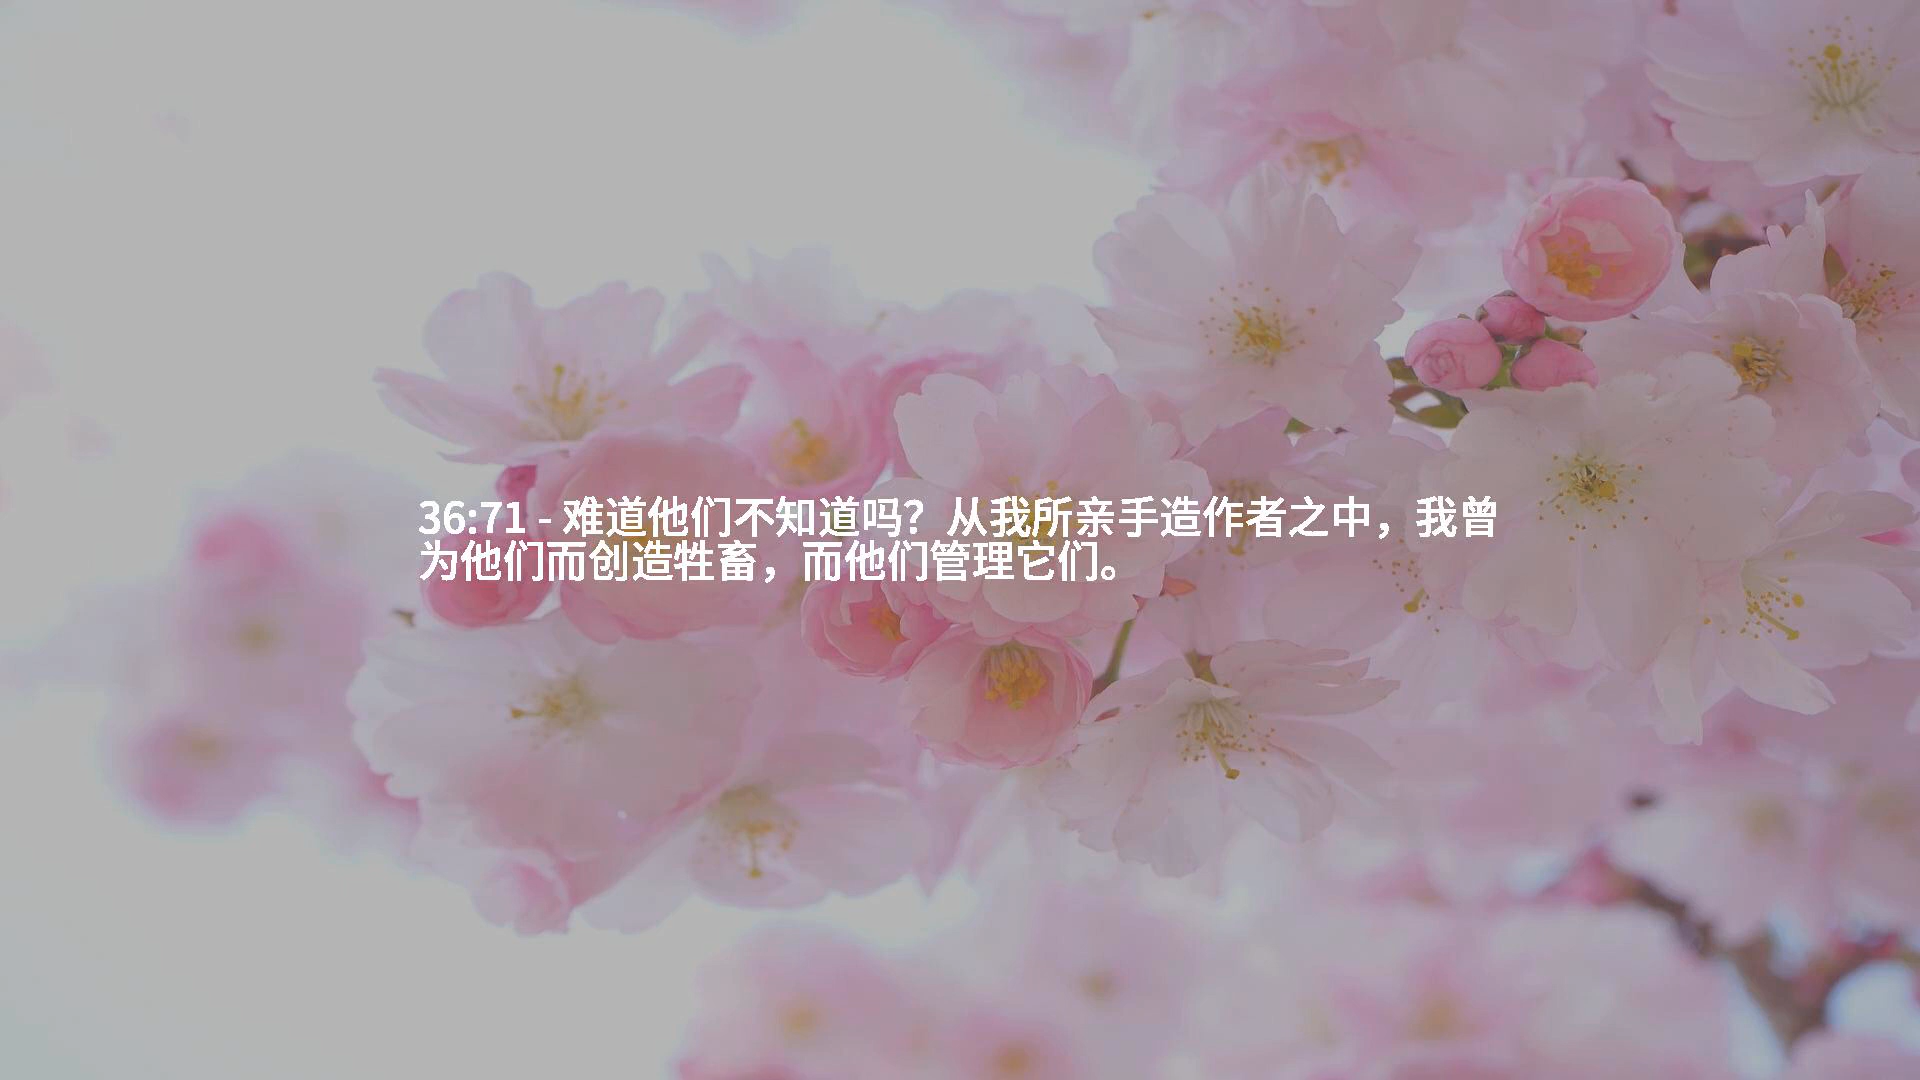 36:71 - 难道他们不知道吗？从我所亲手造作者之中，我曾
为他们而创造牲畜，而他们管理它们。